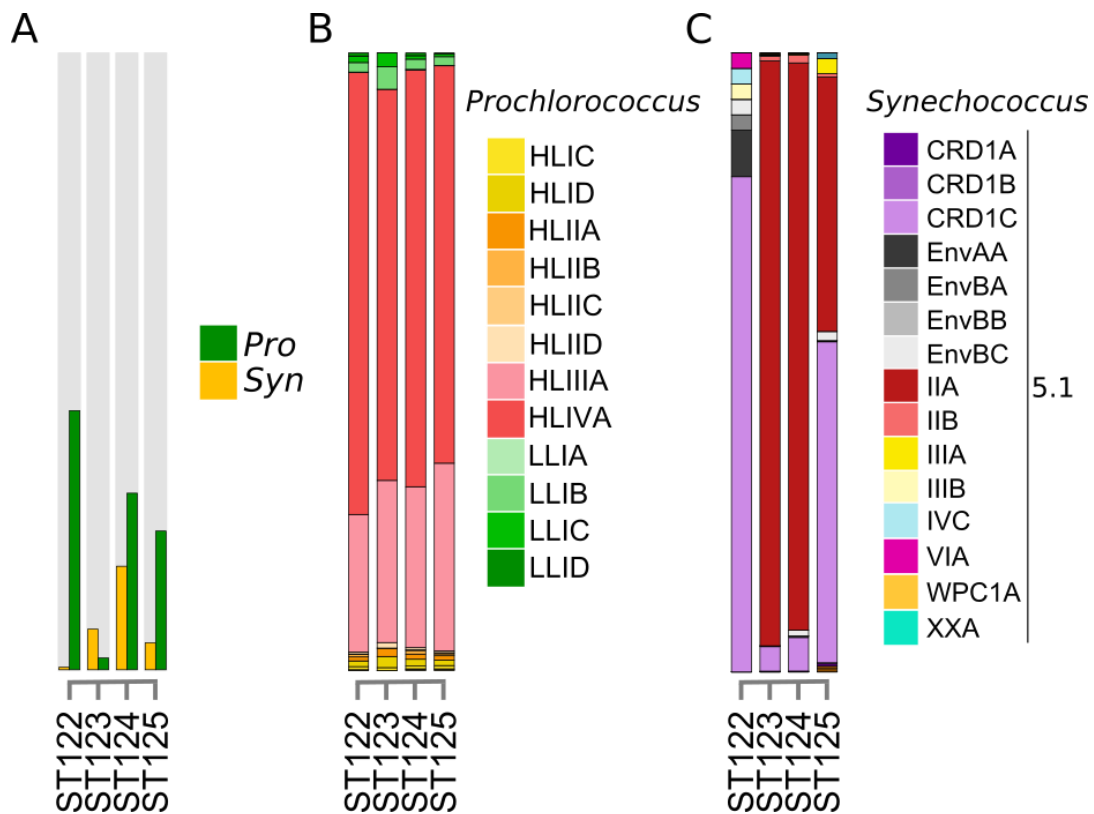 A
B
C
Pro
Syn
ST122
ST123
ST124
ST125
Prochlorococcus
HLIC
HLID
HLIIA
HLIIB
HLIIC
HLIID
HLIIIA
HLIVA
LLIA
LLIB
LLIC
LLID
ST122
ST123
ST124
ST125
Synechococcus
CRD1A
CRD1B
CRD1C
EnvAA
EnvBA
EnvBB
EnvBC
IIA
IIB
IIIA
IIIB
IVC
VIA
WPC1A
XXA
5.1
ST122
ST123
ST124
ST125